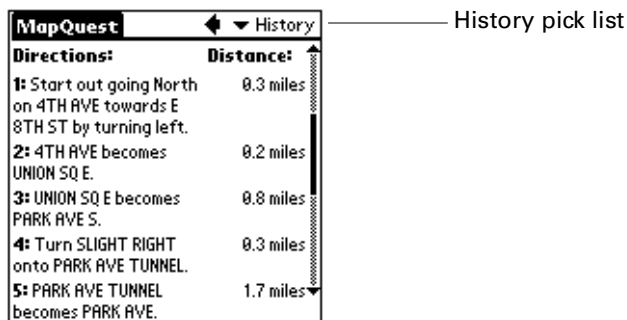 MapQuest History History pick list
Directions: Distance:
1: Start out going North 0.3 miles
on 4TH AVE towards E
8TH ST by turning left.
2: 4TH AVE becomes 0.2 miles
UNION SQ E.
3: UNION SQ E becomes 0.8 miles
PARK AVE S.
4: Turn SLIGHT RIGHT 0.3 miles
onto PARK AVE TUNNEL.
5: PARK AVE TUNNEL 1.7 miles
becomes PARK AVE.